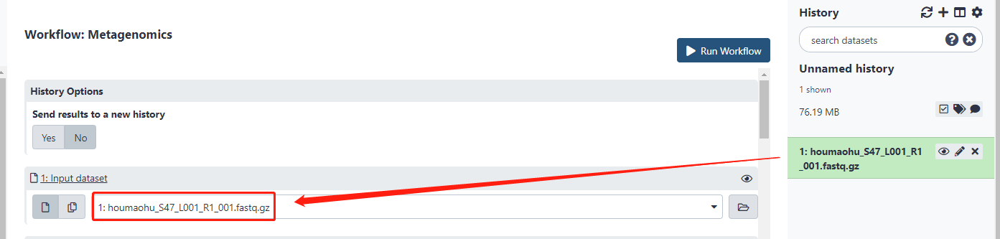 Workflow: Metagenomics
Run Workflow
History Options
Send results to a new history
Yes
No
1: Input dataset
1: houmaohu_S47_L001_R1_001.fastq.gz
History
search datasets
Unnamed history
1 shown
76.19 MB
1: houmaohu_S47_L001_R1
_001.fastq.gz